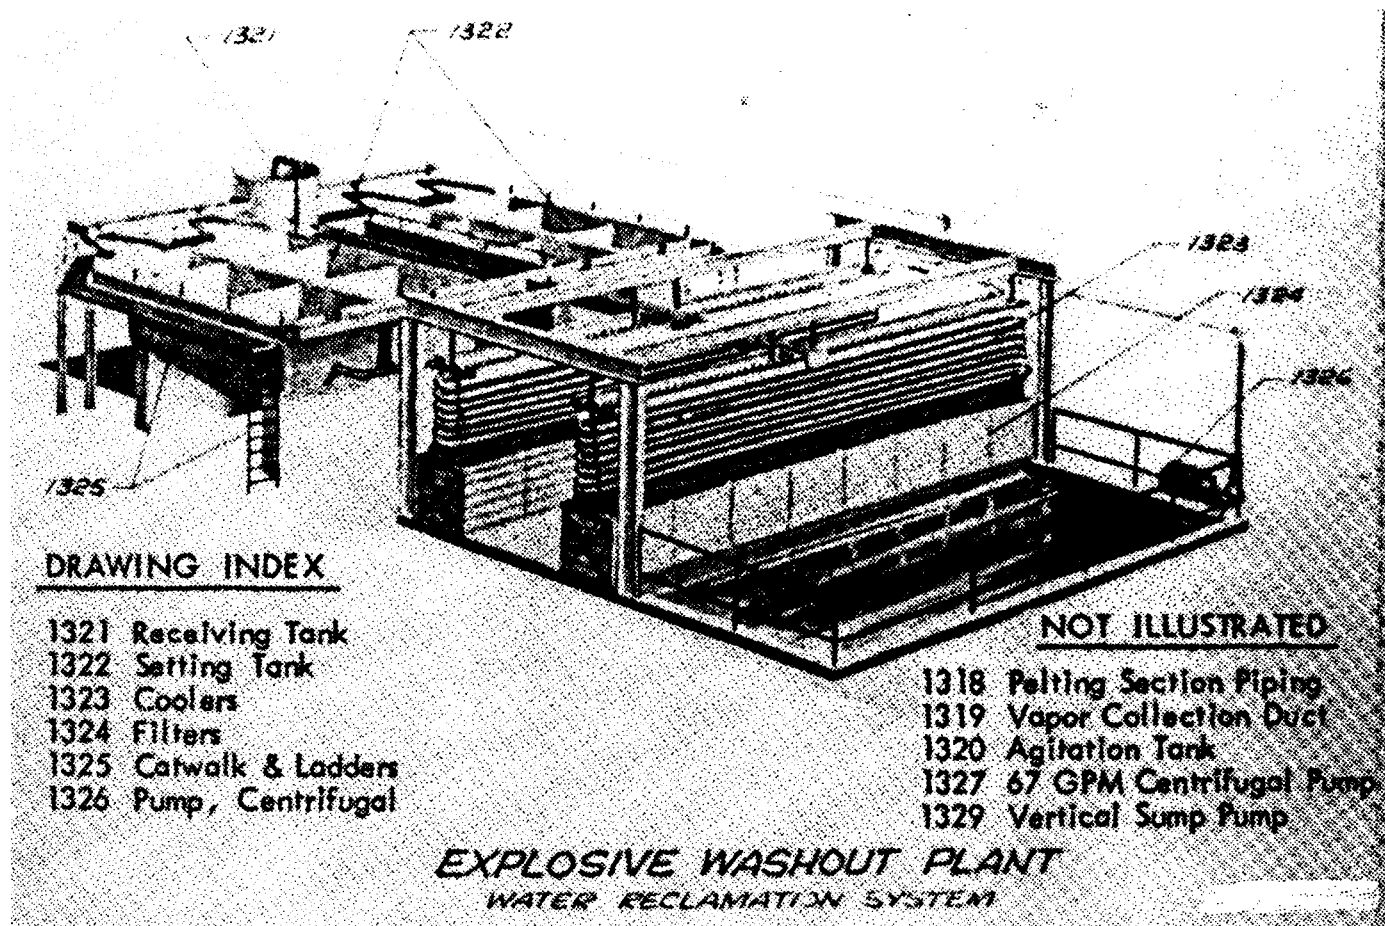 1321
1322
1323
1324
1326
1325
DRAWING INDEX
1321 Receiving Tank
1322 Setting Tank
1323 Coolers
1324 Filters
1325 Catwalk & Ladders
1326 Pump, Centrifugal
NOT ILLUSTRATED
1318 Pelting Section Piping
1319 Vapor Collection Duct
1320 Agitation Tank
1327 67 GPM Centrifugal Pump
1329 Vertical Sump Pump
EXPLOSIVE WASHOUT PLANT
WATER RECLAMATION SYSTEM